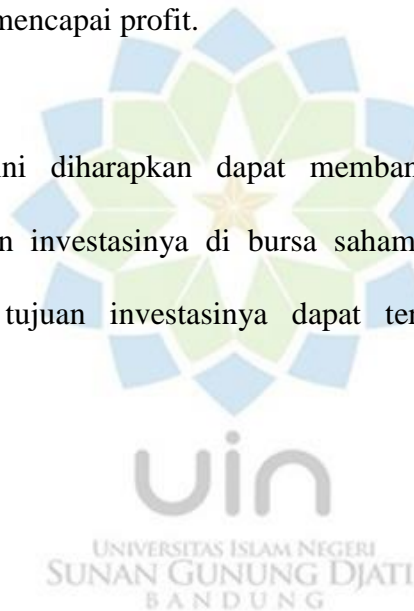 mencapai profit.
ini diharapkan dapat memban
n investasinya di bursa saham
tujuan investasinya dapat ter
uin
UNIVERSITAS ISLAM NEGERI
SUNAN GUNUNG DJATI
BANDUNG